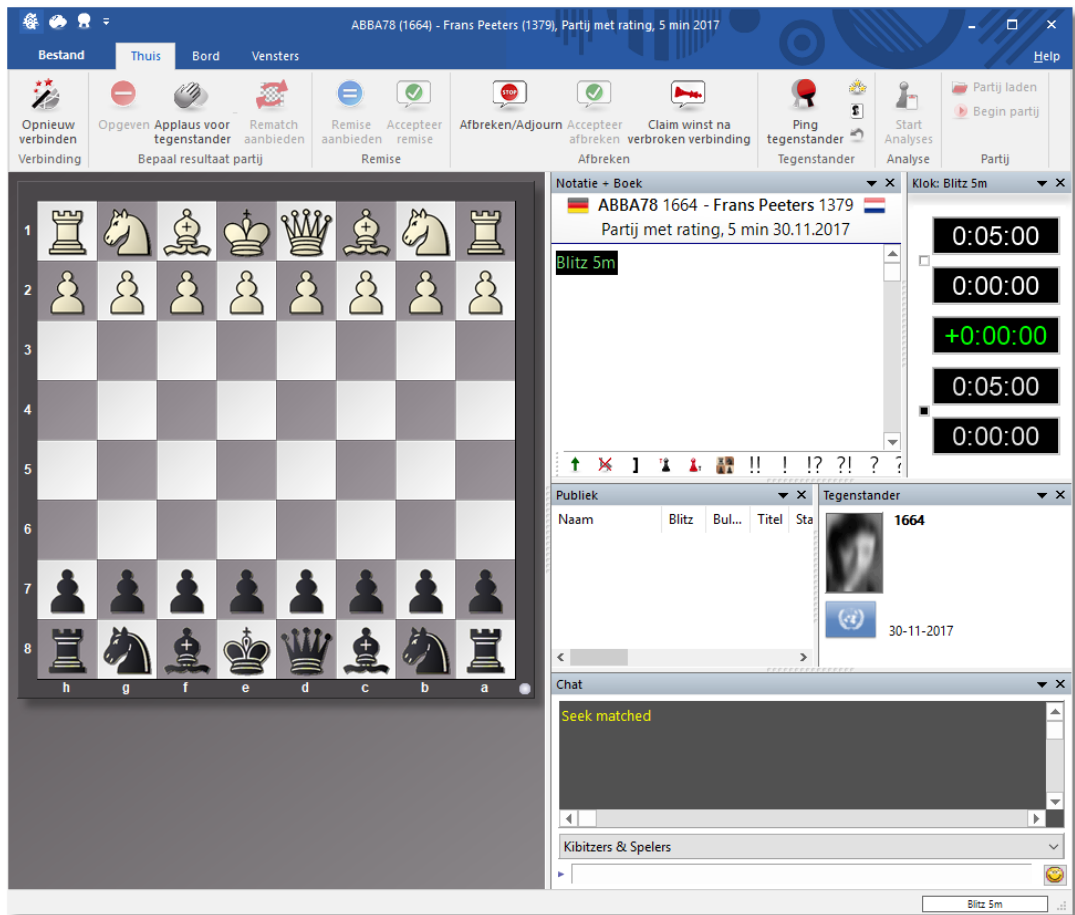 ABBA78 (1664) - Frans Peeters (1379), Partij met rating, 5 min 2017
Bestand Thuis Bord Vensters Help
Opnieuw verbinden
Verbinding
Opgeven
Applaus voor tegenstander
Rematch aanbieden
Bepaal resultaat partij
Remise aanbieden
Accepteer remise
Remise
Afbreken/Adjourn
Accepteer afbreken
Claim winst na verbroken verbinding
Afbreken
Ping tegenstander
Tegenstander
Start Analyses
Analyse
Partij laden
Begin partij
Partij
1
2
3
4
5
6
7
8
h g f e d c b a
Notatie + Boek
ABBA78 1664 - Frans Peeters 1379
Partij met rating, 5 min 30.11.2017
Blitz 5m
] !! ! !? ?! ? ?
Klok: Blitz 5m
0:05:00
0:00:00
+0:00:00
0:05:00
0:00:00
Publiek
Naam Blitz Bul... Titel Sta
Tegenstander
1664
30-11-2017
Chat
Seek matched
Kibitzers & Spelers
Blitz 5m